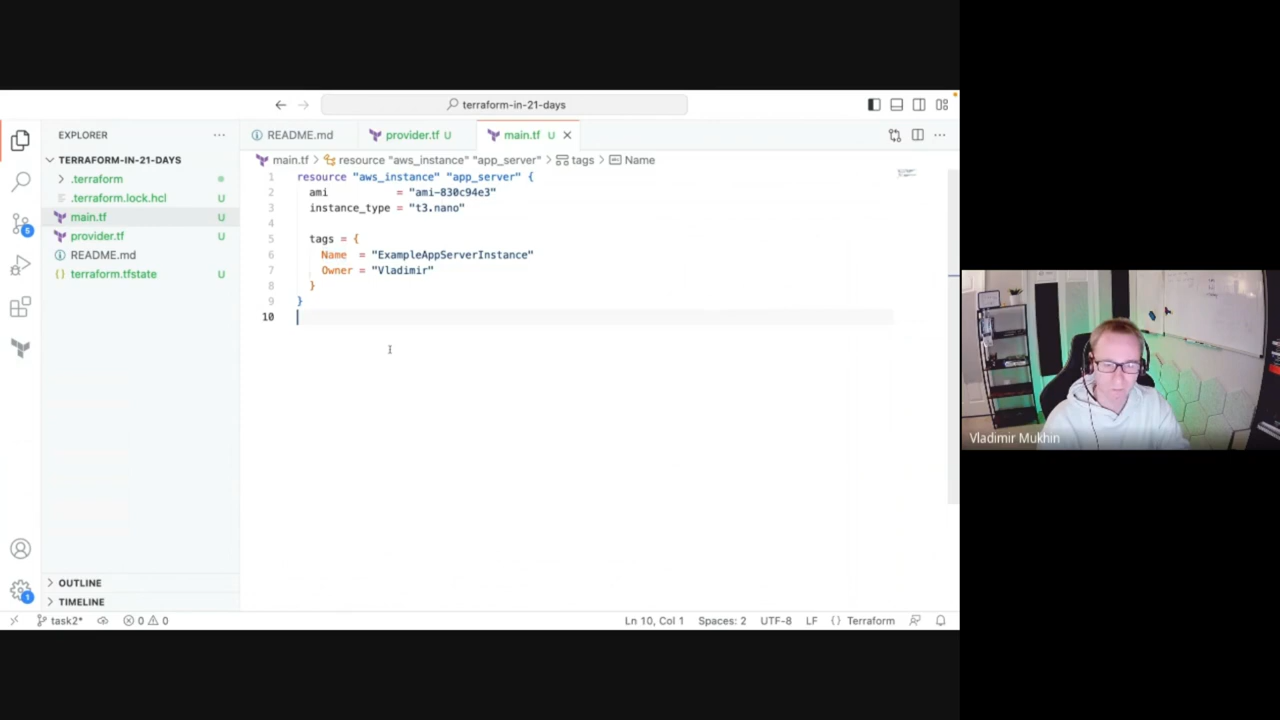 terraform-in-21-days
EXPLORER
TERRAFORM-IN-21-DAYS
.terraform
.terraform.lock.hcl U
main.tf U
provider.tf U
README.md
terraform.tfstate U
OUTLINE
TIMELINE
README.md
provider.tf U
main.tf U
main.tf > resource "aws_instance" "app_server" > tags > Name
1 resource "aws_instance" "app_server" {
2 ami = "ami-830c94e3"
3 instance_type = "t3.nano"
4
5 tags = {
6 Name = "ExampleAppServerInstance"
7 Owner = "Vladimir"
8 }
9 }
10
5
1
task2* 0 0
Ln 10, Col 1 Spaces: 2 UTF-8 LF {} Terraform
Vladimir Mukhin